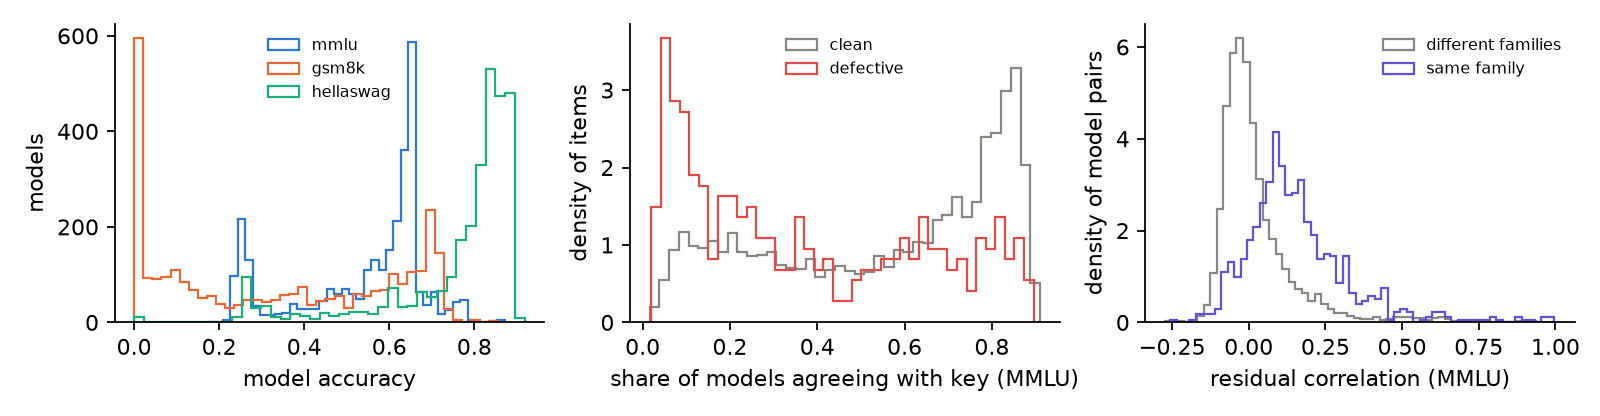 models
600
400
200
0
mmlu
gsm8k
hellaswag
0.0 0.2 0.4 0.6 0.8
model accuracy
density of items
3
2
1
0
clean
defective
0.0 0.2 0.4 0.6 0.8
share of models agreeing with key (MMLU)
density of model pairs
6
4
2
0
different families
same family
−0.25 0.00 0.25 0.50 0.75 1.00
residual correlation (MMLU)